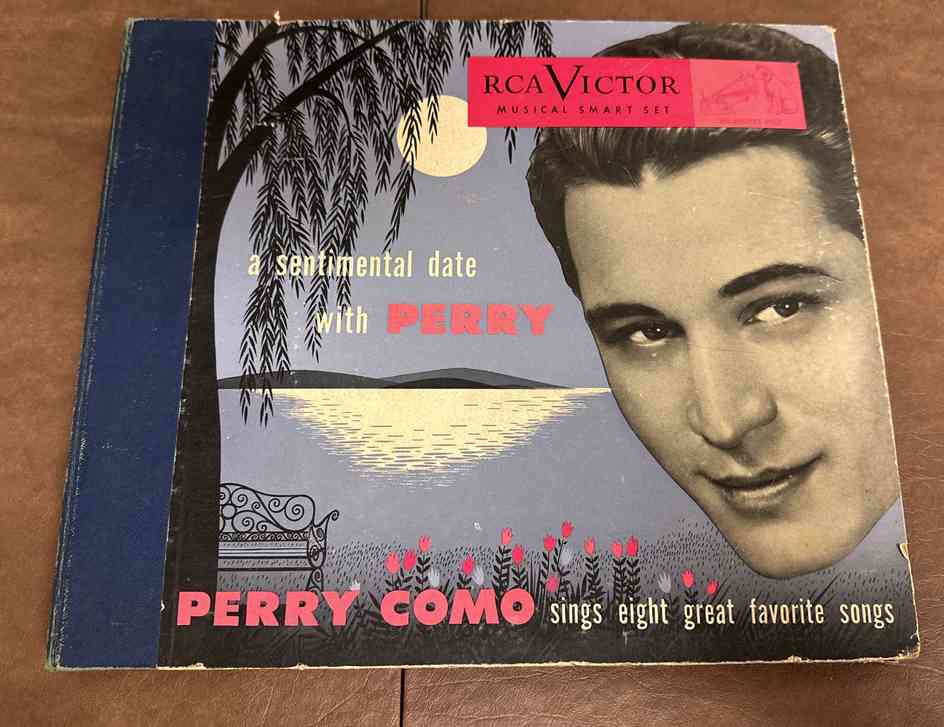 RCA VICTOR
MUSICAL SMART SET
a sentimental date
with PERRY
PERRY COMO sings eight great favorite songs